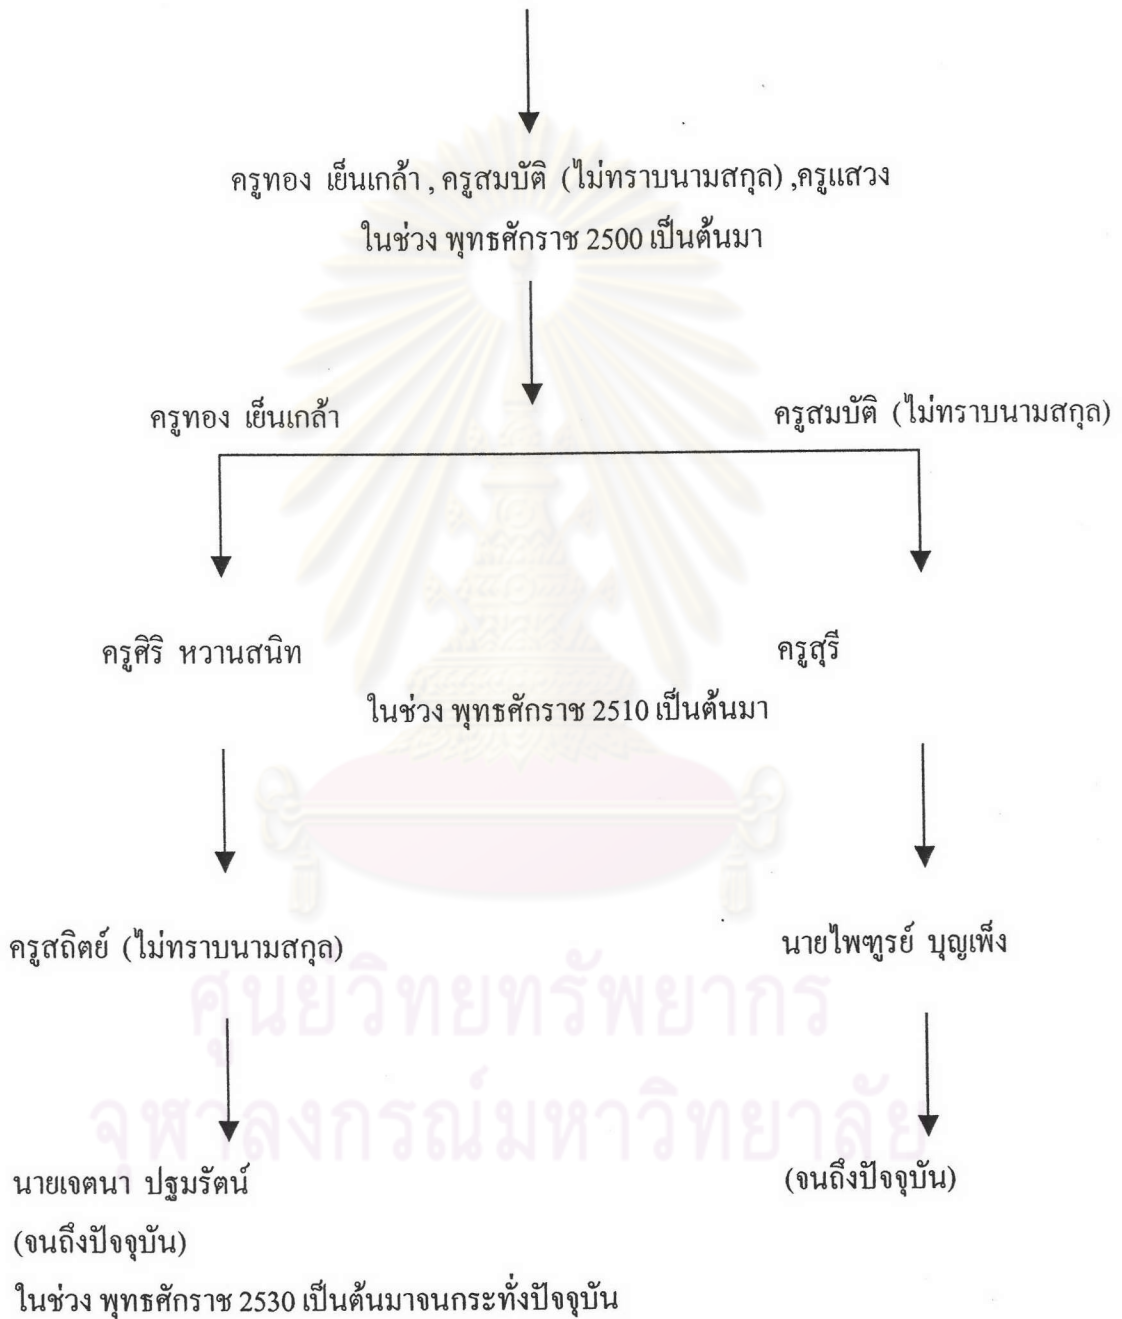 ครูทอง เย็นเกล้า , ครูสมบัติ (ไม่ทราบนามสกุล) ,ครูแสวง
ในช่วง พุทธศักราช 2500 เป็นต้นมา
ครูทอง เย็นเกล้า
ครูสมบัติ (ไม่ทราบนามสกุล)
ครูศิริ หวานสนิท
ครูสุรี
ในช่วง พุทธศักราช 2510 เป็นต้นมา
ครูสถิตย์ (ไม่ทราบนามสกุล)
นายไพฑูรย์ บุญเพ็ง
ศูนย์วิทยทรัพยากร
จุฬาลงกรณ์มหาวิทยาลัย
นายเจตนา ปฐมรัตน์
(จนถึงปัจจุบัน)
(จนถึงปัจจุบัน)
ในช่วง พุทธศักราช 2530 เป็นต้นมาจนกระทั่งปัจจุบัน